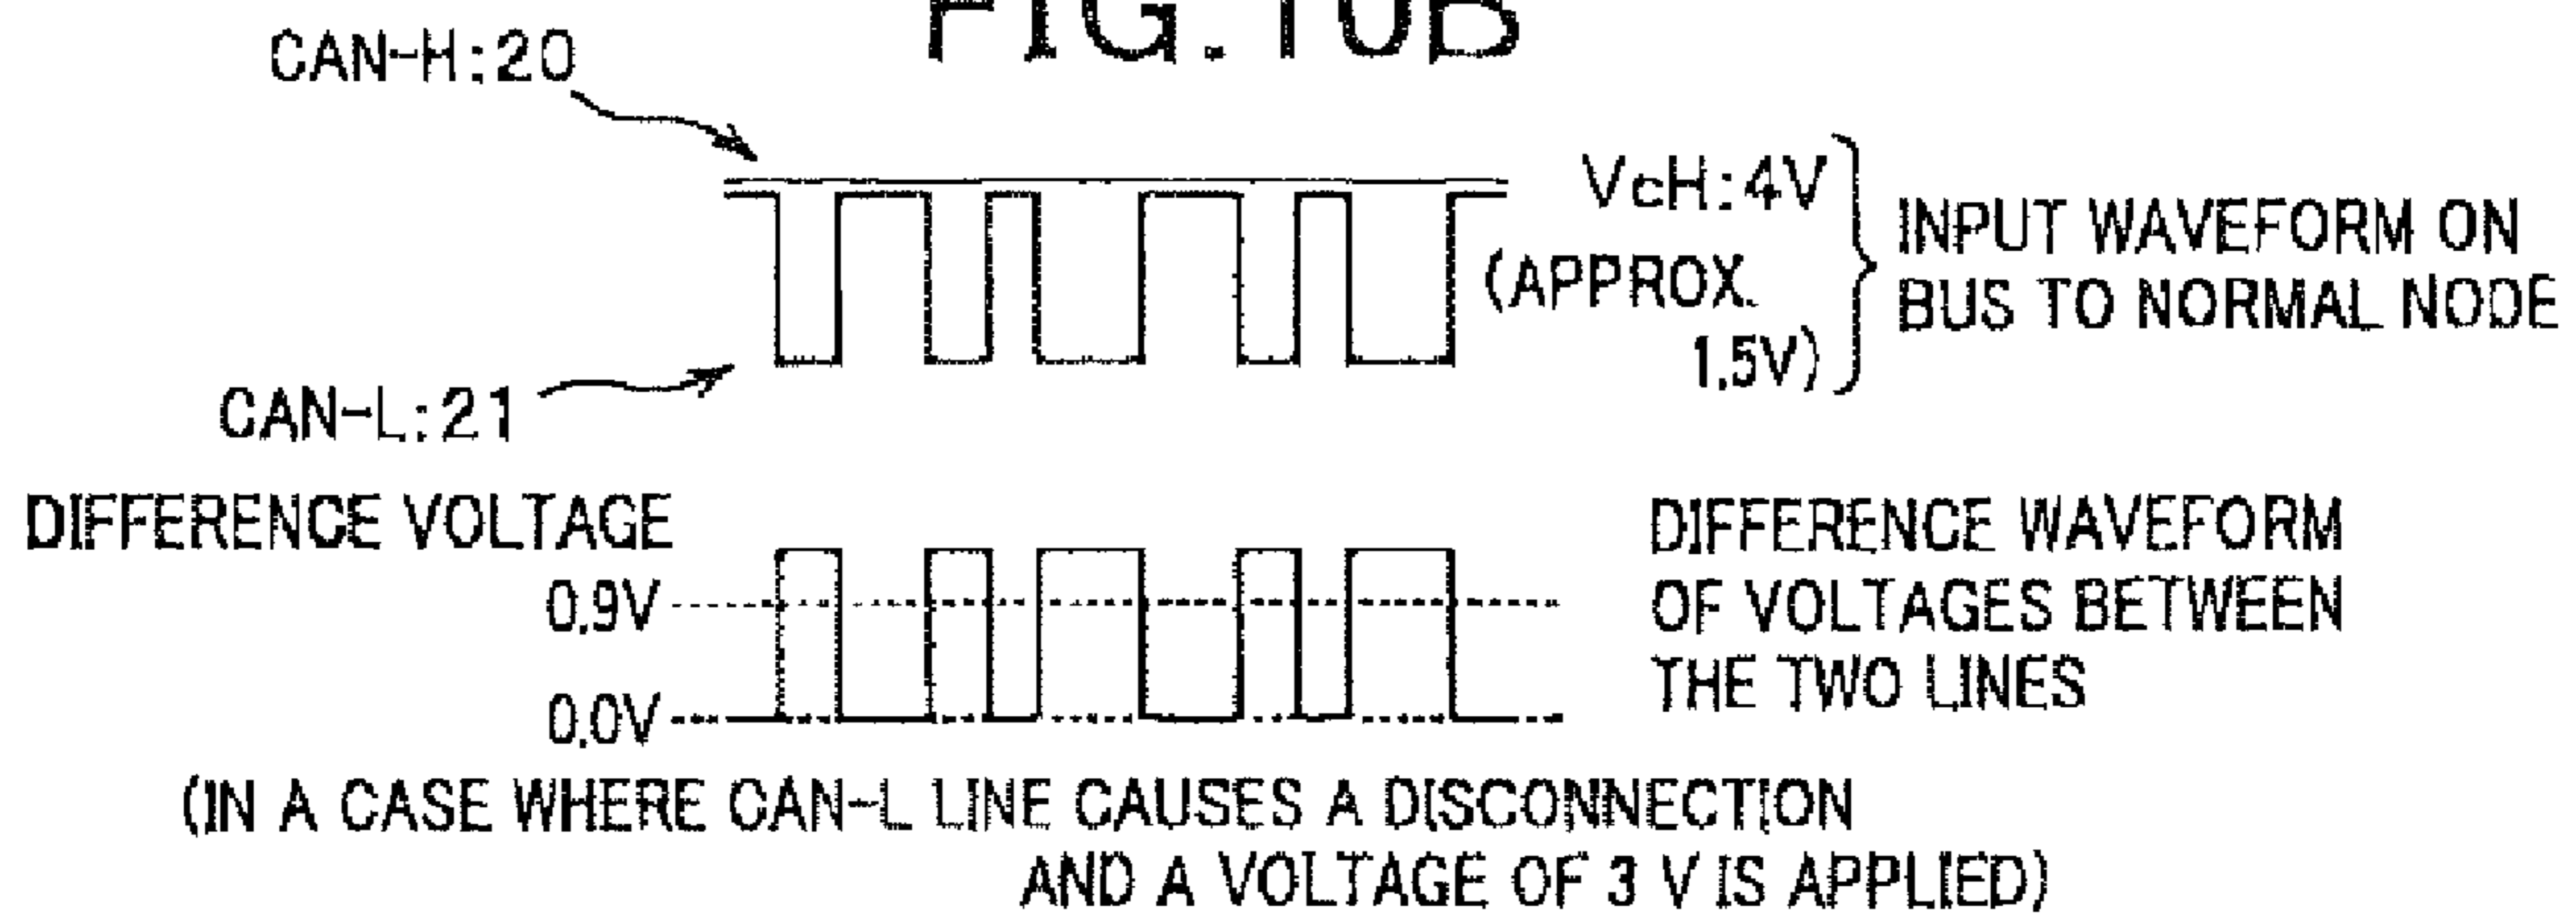 FIG.10B
CAN-H:20
VcH:4V
(APPROX.
1.5V)
INPUT WAVEFORM ON
BUS TO NORMAL NODE
CAN-L:21
DIFFERENCE VOLTAGE
0.9V
0.0V
DIFFERENCE WAVEFORM
OF VOLTAGES BETWEEN
THE TWO LINES
(IN A CASE WHERE CAN-L LINE CAUSES A DISCONNECTION
AND A VOLTAGE OF 3 V IS APPLIED)